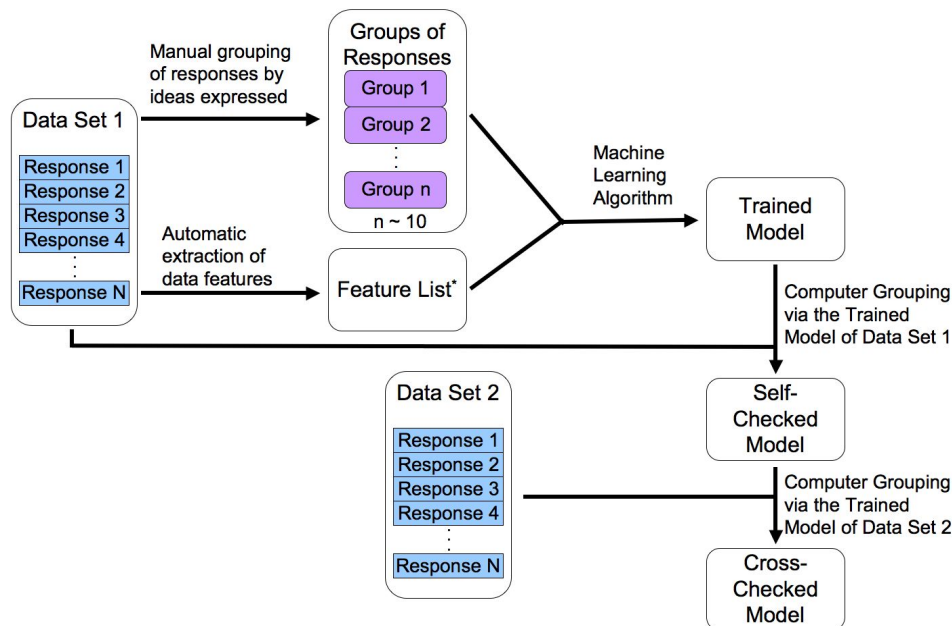 Manual grouping
of responses by
ideas expressed
Groups of
Responses
Group 1
Group 2
Group n
n ~ 10
Data Set 1
Response 1
Response 2
Response 3
Response 4
Response N
Automatic
extraction of
data features
Feature List*
Machine
Learning
Algorithm
Trained
Model
Computer Grouping
via the Trained
Model of Data Set 1
Self-
Checked
Model
Data Set 2
Response 1
Response 2
Response 3
Response 4
Response N
Computer Grouping
via the Trained
Model of Data Set 2
Cross-
Checked
Model